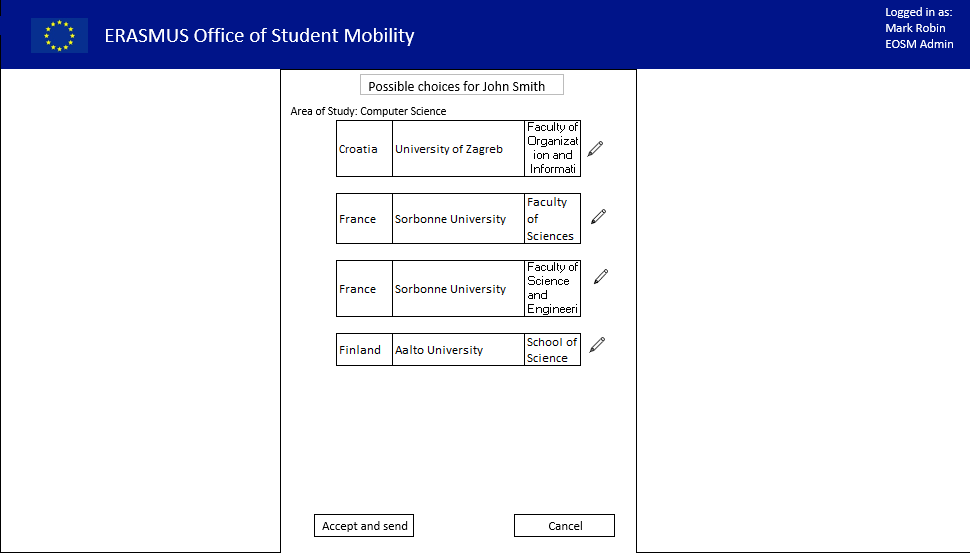 Logged in as:
Mark Robin
EOSM Admin
ERASMUS Office of Student Mobility
Possible choices for John Smith
Area of Study: Computer Science
Croatia
University of Zagreb
Faculty of
Organizat
ion and
Informati
France
Sorbonne University
Faculty
of
Sciences
France
Sorbonne University
Faculty of
Science
and
Engineeri
Finland
Aalto University
School of
Science
Accept and send
Cancel